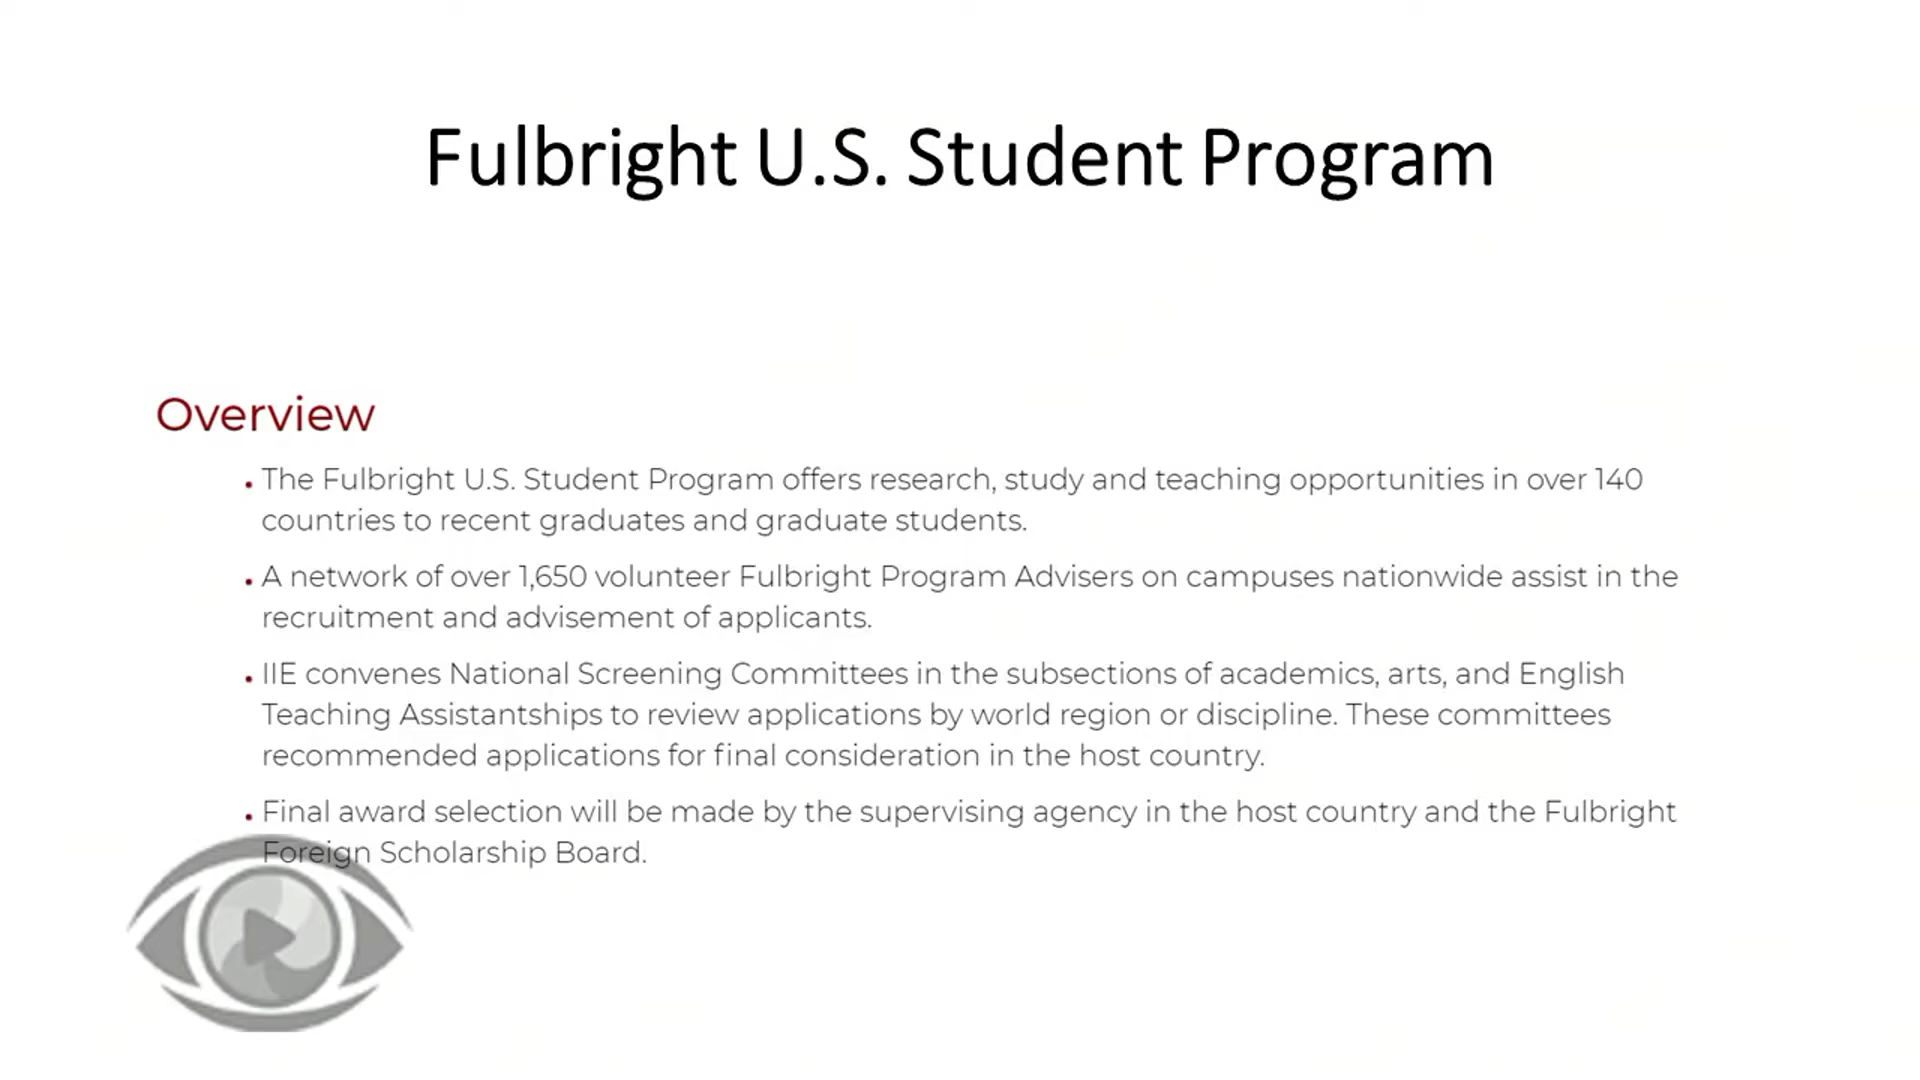 Fulbright U.S. Student Program
Overview
• The Fulbright U.S. Student Program offers research, study and teaching opportunities in over 140
countries to recent graduates and graduate students.
• A network of over 1,650 volunteer Fulbright Program Advisers on campuses nationwide assist in the
recruitment and advisement of applicants.
• IIE convenes National Screening Committees in the subsections of academics, arts, and English
Teaching Assistantships to review applications by world region or discipline. These committees
recommended applications for final consideration in the host country.
• Final award selection will be made by the supervising agency in the host country and the Fulbright
Foreign Scholarship Board.